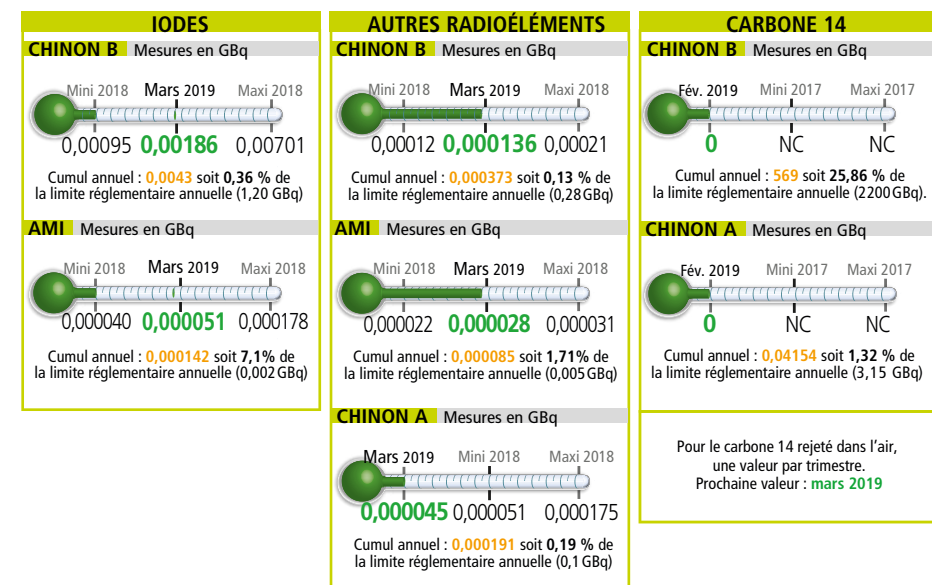 IODES
CHINON B Mesures en GBq
Mini 2018 Mars 2019 Maxi 2018
0,00095 0,00186 0,00701
Cumul annuel : 0,0043 soit 0,36 % de
la limite réglementaire annuelle (1,20 GBq)
AMI Mesures en GBq
Mini 2018 Mars 2019 Maxi 2018
0,000040 0,000051 0,000178
Cumul annuel : 0,000142 soit 7,1% de
la limite réglementaire annuelle (0,002 GBq)
AUTRES RADIOÉLÉMENTS
CHINON B Mesures en GBq
Mini 2018 Mars 2019 Maxi 2018
0,00012 0,000136 0,00021
Cumul annuel : 0,000373 soit 0,13 % de
la limite réglementaire annuelle (0,28GBq)
AMI Mesures en GBq
Mini 2018 Mars 2019 Maxi 2018
0,000022 0,000028 0,000031
Cumul annuel : 0,000085 soit 1,71% de
la limite réglementaire annuelle (0,005GBq)
CHINON A Mesures en GBq
Mars 2019 Mini 2018 Maxi 2018
0,000045 0,000051 0,000175
Cumul annuel : 0,000191 soit 0,19 % de
la limite réglementaire annuelle (0,1 GBq)
CARBONE 14
CHINON B Mesures en GBq
Fév. 2019 Mini 2017 Maxi 2017
0 NC NC
Cumul annuel : 569 soit 25,86 % de
la limite réglementaire annuelle (2200GBq).
CHINON A Mesures en GBq
Fév. 2019 Mini 2017 Maxi 2017
0 NC NC
Cumul annuel : 0,04154 soit 1,32 % de
la limite réglementaire annuelle (3,15 GBq)
Pour le carbone 14 rejeté dans l'air,
une valeur par trimestre.
Prochaine valeur : mars 2019